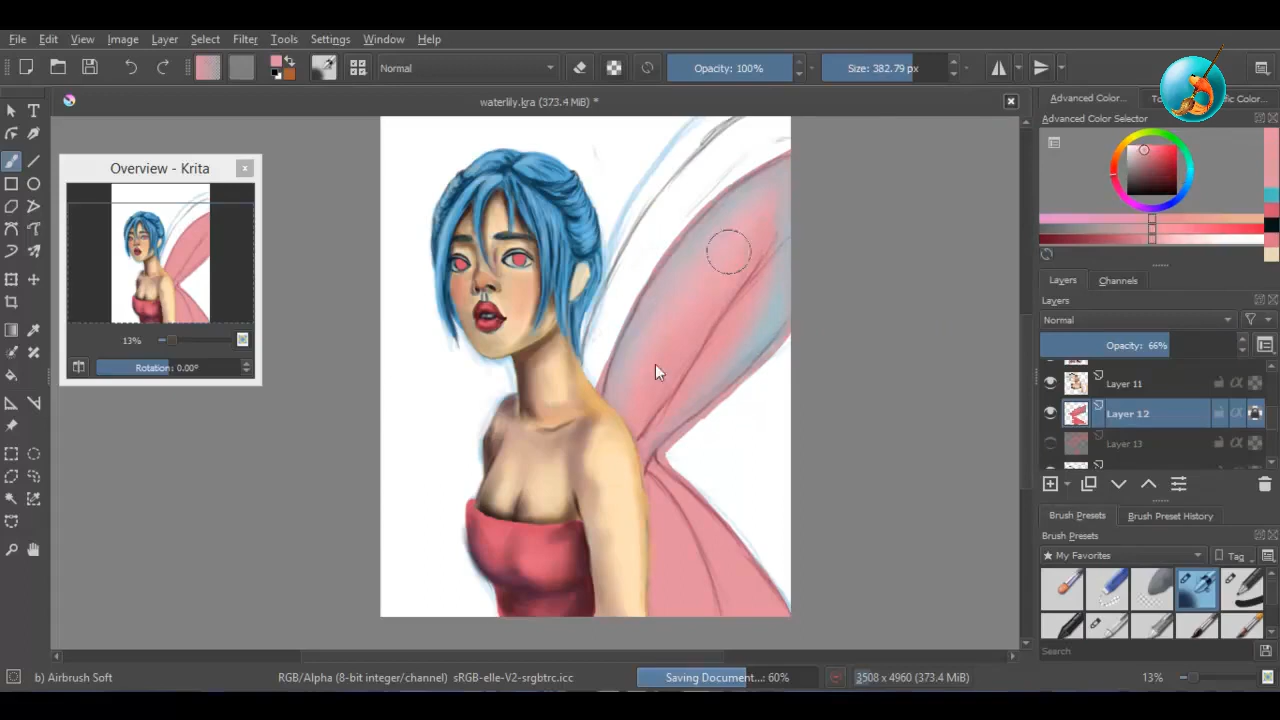 File Edit View Image Layer Select Filter Tools Settings Window Help
Normal Opacity: 100% Size: 382.79 px
waterlily.kra (373.4 MiB) *
Advanced Color...
Advanced Color Selector
Overview - Krita
13%
Rotation: 0.00°
Layers Channels
Layers
Normal
Opacity: 66%
Layer 11
Layer 12
Layer 13
Brush Presets Brush Preset History
Brush Presets
My Favorites Tag
Search
b) Airbrush Soft RGB/Alpha (8-bit integer/channel) sRGB-elle-V2-srgbtrc.icc Saving Document...: 60% 3508 x 4960 (373.4 MiB) 13%